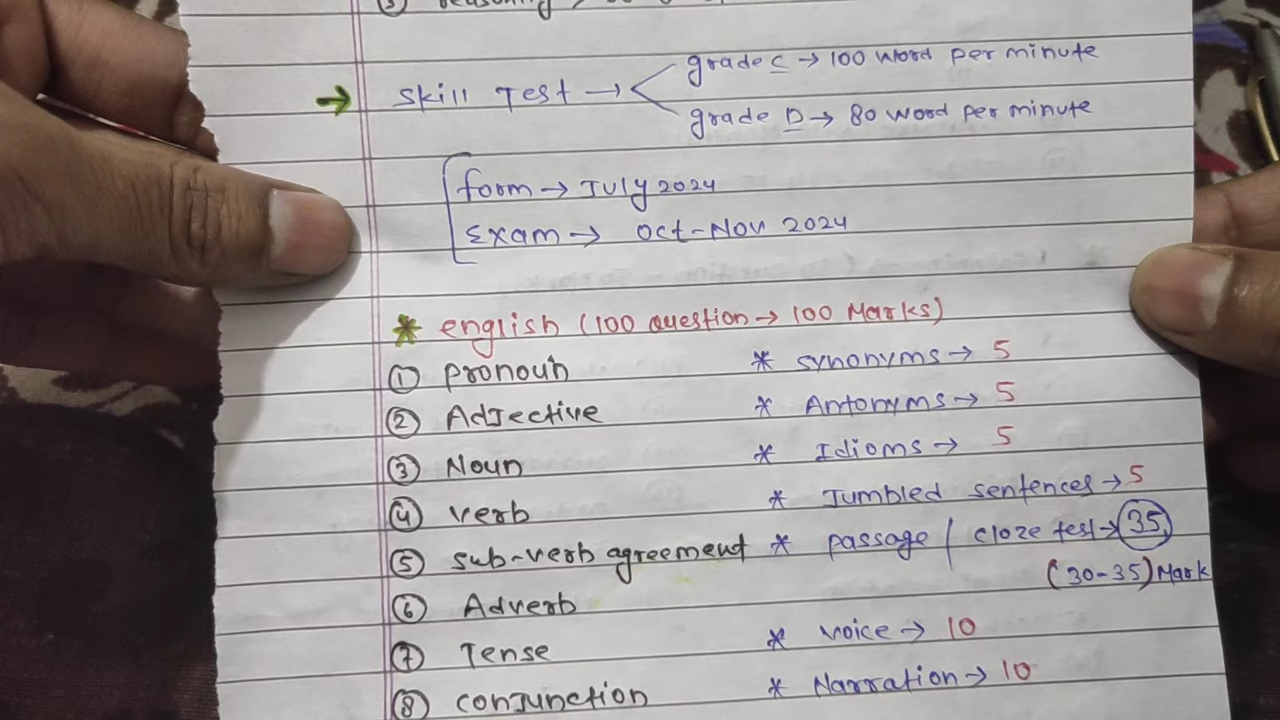 ③ reasoning
→ Skill Test → grade C → 100 word per minute
grade D → 80 word per minute
form → July 2024
Exam → Oct-Nov 2024
* english (100 question → 100 Marks)
① pronoun * synonyms → 5
② Adjective * Antonyms → 5
③ Noun * Idioms → 5
④ verb * Jumbled sentences → 5
⑤ sub-verb agreement * passage / cloze test → 35
(30-35) Mark
⑥ Adverb
⑦ Tense * voice → 10
⑧ conjunction * Narration → 10